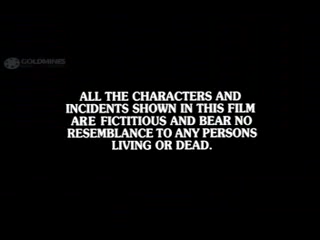 GOLDMINES
ALL THE CHARACTERS AND
INCIDENTS SHOWN IN THIS FILM
ARE FICTITIOUS AND BEAR NO
RESEMBLANCE TO ANY PERSONS
LIVING OR DEAD.